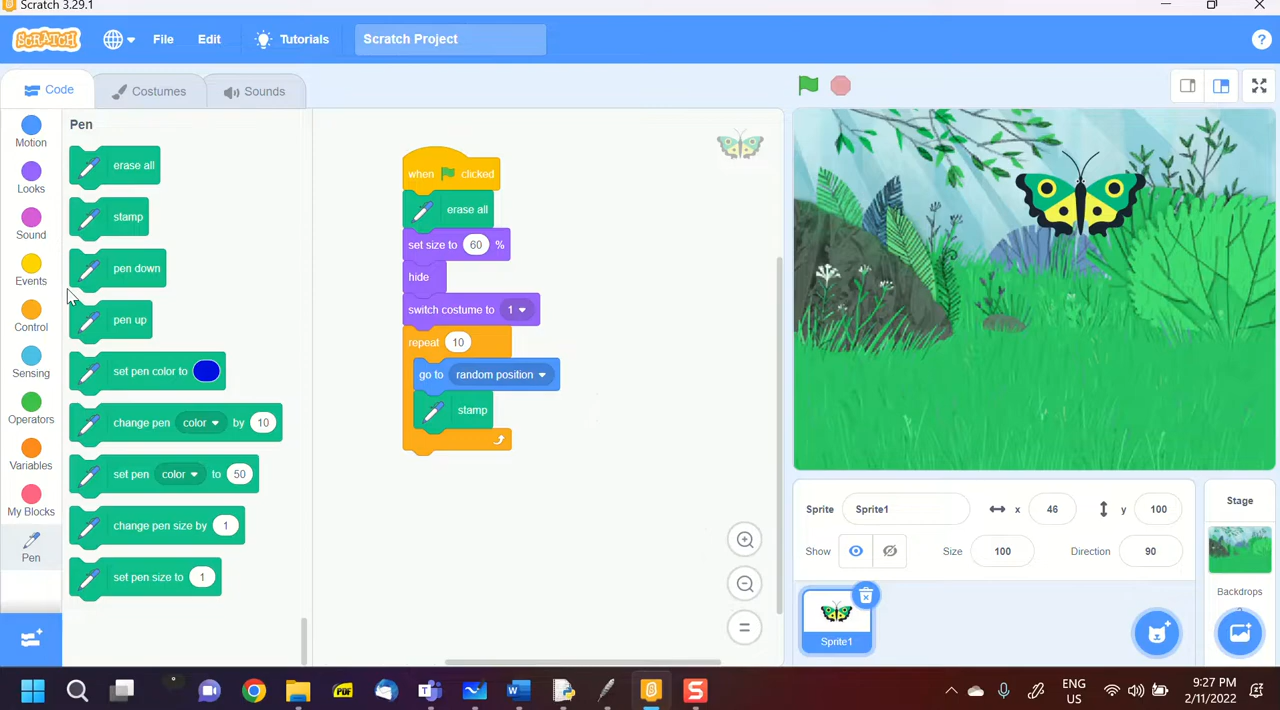 Scratch 3.29.1
SCRATCH
File
Edit
Tutorials
Scratch Project
?
Code
Costumes
Sounds
Motion
Looks
Sound
Events
Control
Sensing
Operators
Variables
My Blocks
Pen
Pen
erase all
stamp
pen down
pen up
set pen color to
change pen color by 10
set pen color to 50
change pen size by 1
set pen size to 1
when clicked
erase all
set size to 60 %
hide
switch costume to 1
repeat 10
go to random position
stamp
Sprite Sprite1 x 46 y 100
Show Size 100 Direction 90
Sprite1
Stage
Backdrops
PDF
ENG
US
9:27 PM
2/11/2022